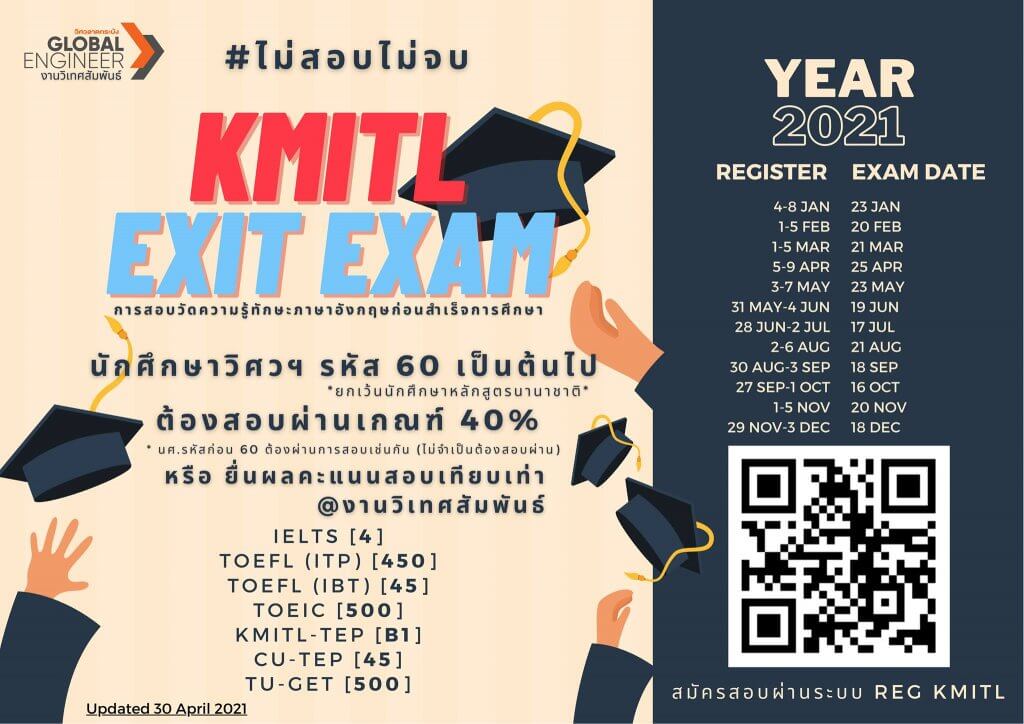 วิศวลาดกระบัง
GLOBAL
ENGINEER
งานวิเทศสัมพันธ์
#ไม่สอบไม่จบ
KMITL
EXIT EXAM
การสอบวัดความรู้ทักษะภาษาอังกฤษก่อนสำเร็จการศึกษา
นักศึกษาวิศวฯ รหัส 60 เป็นต้นไป
*ยกเว้นนักศึกษาหลักสูตรนานาชาติ*
ต้องสอบผ่านเกณฑ์ 40%
* นศ.รหัสก่อน 60 ต้องผ่านการสอบเช่นกัน (ไม่จำเป็นต้องสอบผ่าน)
หรือ ยื่นผลคะแนนสอบเทียบเท่า
@งานวิเทศสัมพันธ์
IELTS [4]
TOEFL (ITP) [450]
TOEFL (IBT) [45]
TOEIC [500]
KMITL-TEP [B1]
CU-TEP [45]
TU-GET [500]
Updated 30 April 2021
YEAR
2021
REGISTER EXAM DATE
4-8 JAN 23 JAN
1-5 FEB 20 FEB
1-5 MAR 21 MAR
5-9 APR 25 APR
3-7 MAY 23 MAY
31 MAY-4 JUN 19 JUN
28 JUN-2 JUL 17 JUL
2-6 AUG 21 AUG
30 AUG-3 SEP 18 SEP
27 SEP-1 OCT 16 OCT
1-5 NOV 20 NOV
29 NOV-3 DEC 18 DEC
สมัครสอบผ่านระบบ REG KMITL